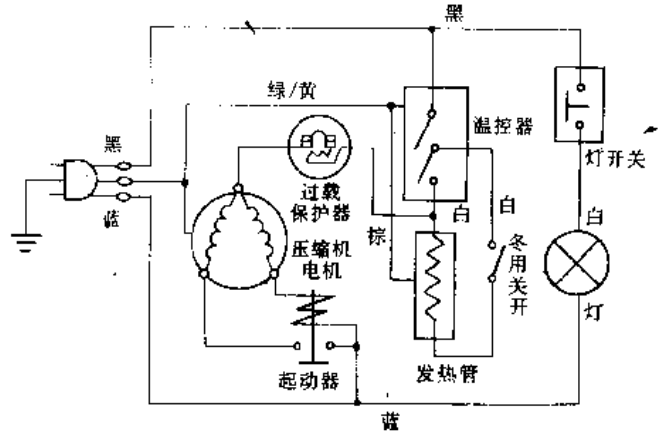 黑
绿/黄
温控器
灯开关
黑
蓝
过载
保护器
白
白
白
棕
冬
用
关
开
压缩机
电机
灯
起动器
发热管
蓝